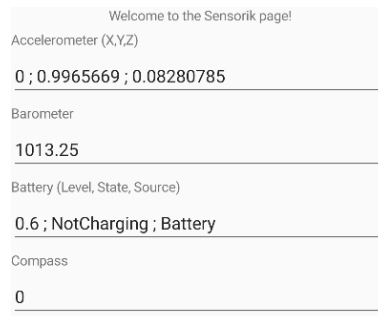 Welcome to the Sensorik page!
Accelerometer (X,Y,Z)
0 ; 0.9965669 ; 0.08280785
Barometer
1013.25
Battery (Level, State, Source)
0.6 ; NotCharging ; Battery
Compass
0